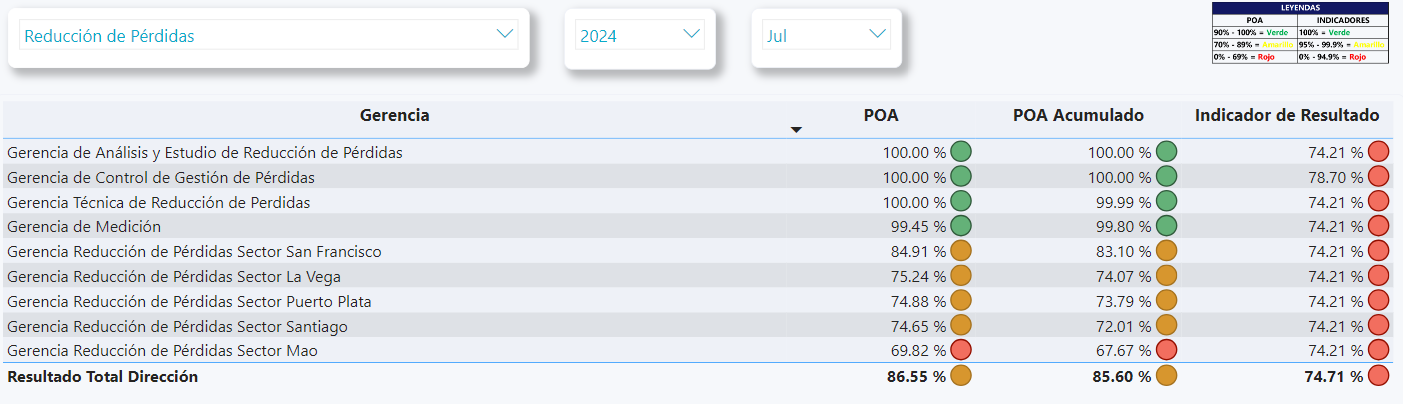 LEYENDAS
POA INDICADORES
90% - 100% = Verde 100% = Verde
70% - 89% = Amarillo 95% - 99.9% = Amarillo
0% - 69% = Rojo 0% - 94.9% = Rojo
Reducción de Pérdidas 2024 Jul
Gerencia POA POA Acumulado Indicador de Resultado
Gerencia de Análisis y Estudio de Reducción de Pérdidas 100.00 % 100.00 % 74.21 %
Gerencia de Control de Gestión de Pérdidas 100.00 % 100.00 % 78.70 %
Gerencia Técnica de Reducción de Perdidas 100.00 % 99.99 % 74.21 %
Gerencia de Medición 99.45 % 99.80 % 74.21 %
Gerencia Reducción de Pérdidas Sector San Francisco 84.91 % 83.10 % 74.21 %
Gerencia Reducción de Pérdidas Sector La Vega 75.24 % 74.07 % 74.21 %
Gerencia Reducción de Pérdidas Sector Puerto Plata 74.88 % 73.79 % 74.21 %
Gerencia Reducción de Pérdidas Sector Santiago 74.65 % 72.01 % 74.21 %
Gerencia Reducción de Pérdidas Sector Mao 69.82 % 67.67 % 74.21 %
Resultado Total Dirección 86.55 % 85.60 % 74.71 %